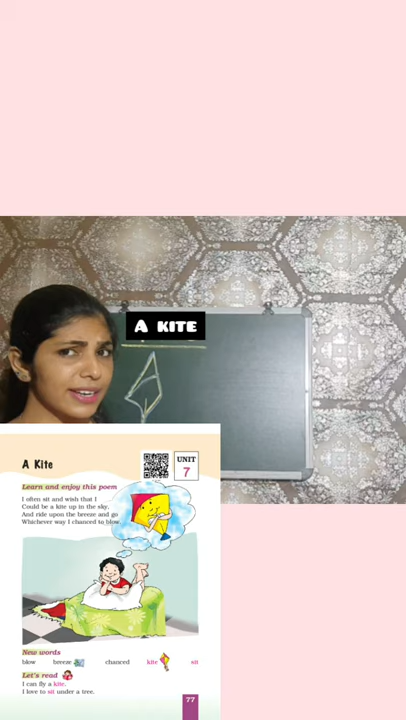 A KITE
A Kite
UNIT
7
Learn and enjoy this poem
I often sit and wish that I
Could be a kite up in the sky,
And ride upon the breeze and go
Whichever way I chanced to blow.
New words
blow breeze chanced kite sit
Let's read
I can fly a kite.
I love to sit under a tree.
77